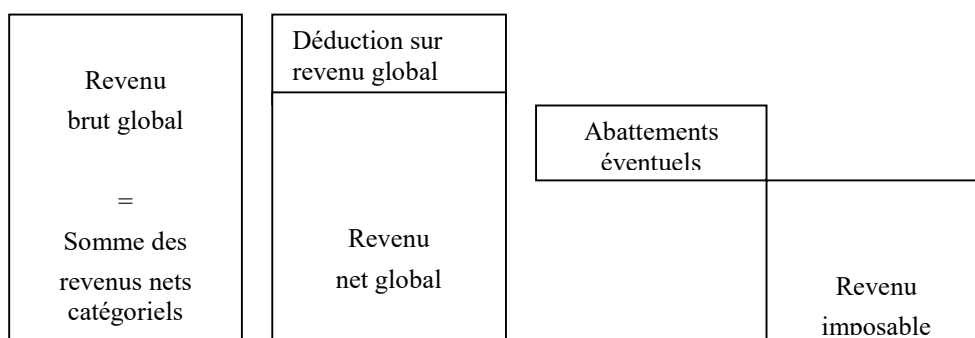 Revenu
brut global
=
Somme des
revenus nets
catégoriels
Déduction sur
revenu global
Revenu
net global
Abattements
éventuels
Revenu
imposable